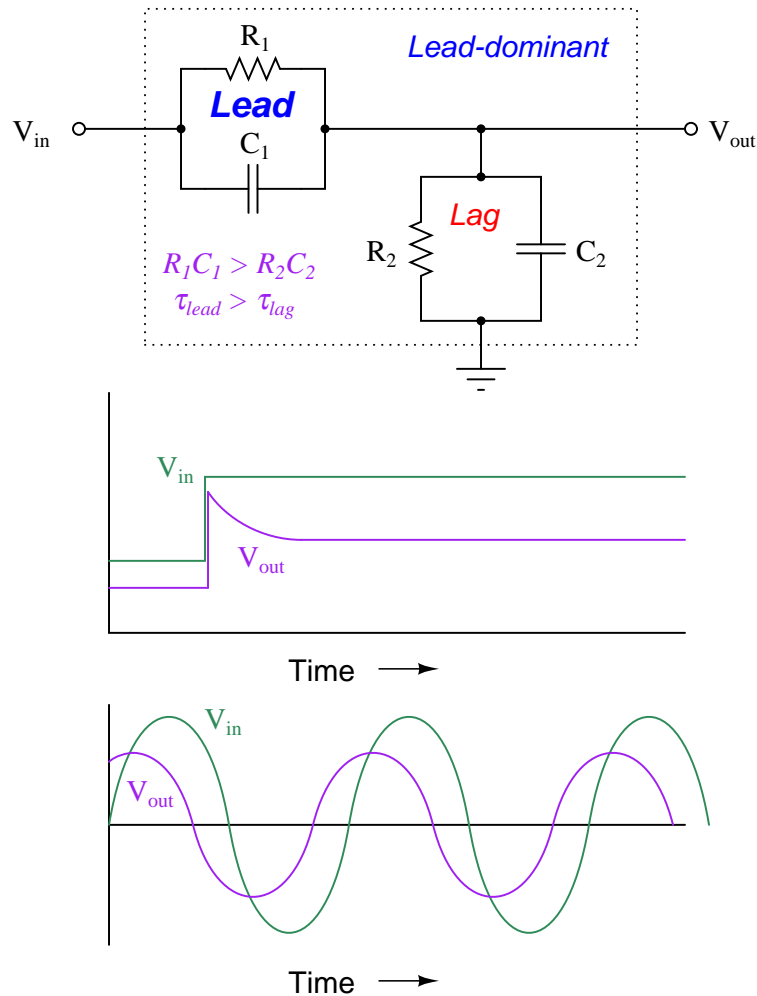 R1
Lead-dominant
Lead
Vin
C1
Vout
Lag
R1C1 > R2C2
R2
C2
τlead > τlag
Vin
Vout
Time
Vin
Vout
Time